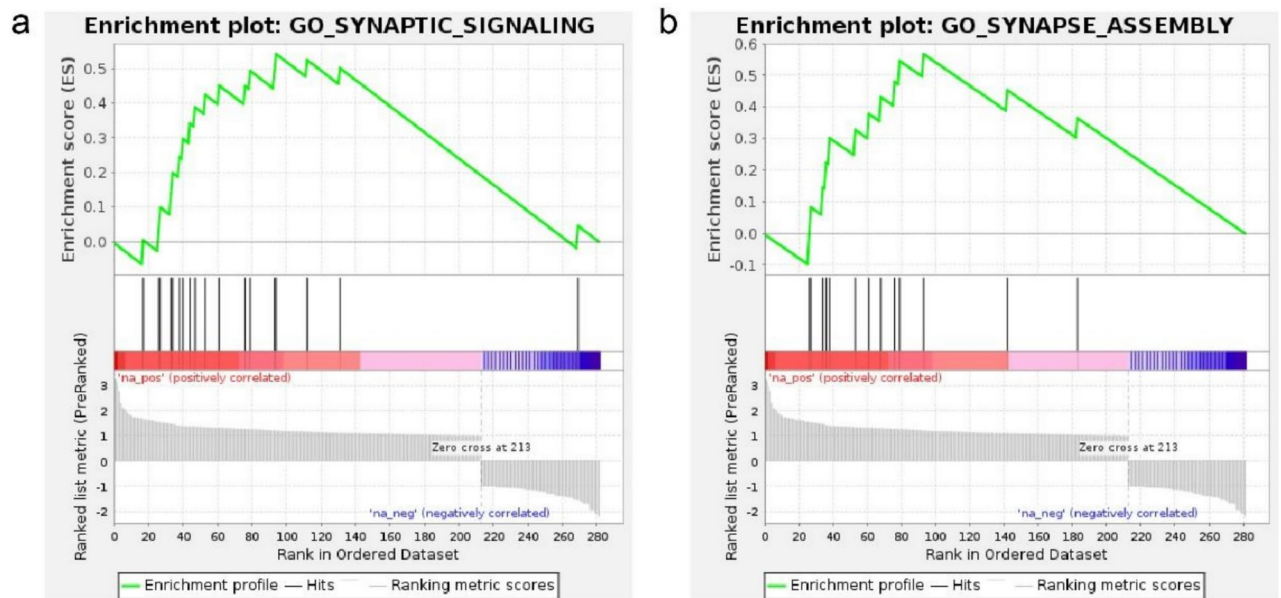 a
Enrichment plot: GO_SYNAPTIC_SIGNALING
Enrichment score (ES)
0.5
0.4
0.3
0.2
0.1
0.0
Ranked list metric (PreRanked)
'na_pos' (positively correlated)
3
2
1
0
-1
-2
Zero cross at 213
'na_neg' (negatively correlated)
0 20 40 60 80 100 120 140 160 180 200 220 240 260 280
Rank in Ordered Dataset
Enrichment profile Hits Ranking metric scores
b
Enrichment plot: GO_SYNAPSE_ASSEMBLY
Enrichment score (ES)
0.6
0.5
0.4
0.3
0.2
0.1
0.0
-0.1
Ranked list metric (PreRanked)
'na_pos' (positively correlated)
3
2
1
0
-1
-2
Zero cross at 213
'na_neg' (negatively correlated)
0 20 40 60 80 100 120 140 160 180 200 220 240 260 280
Rank in Ordered Dataset
Enrichment profile Hits Ranking metric scores